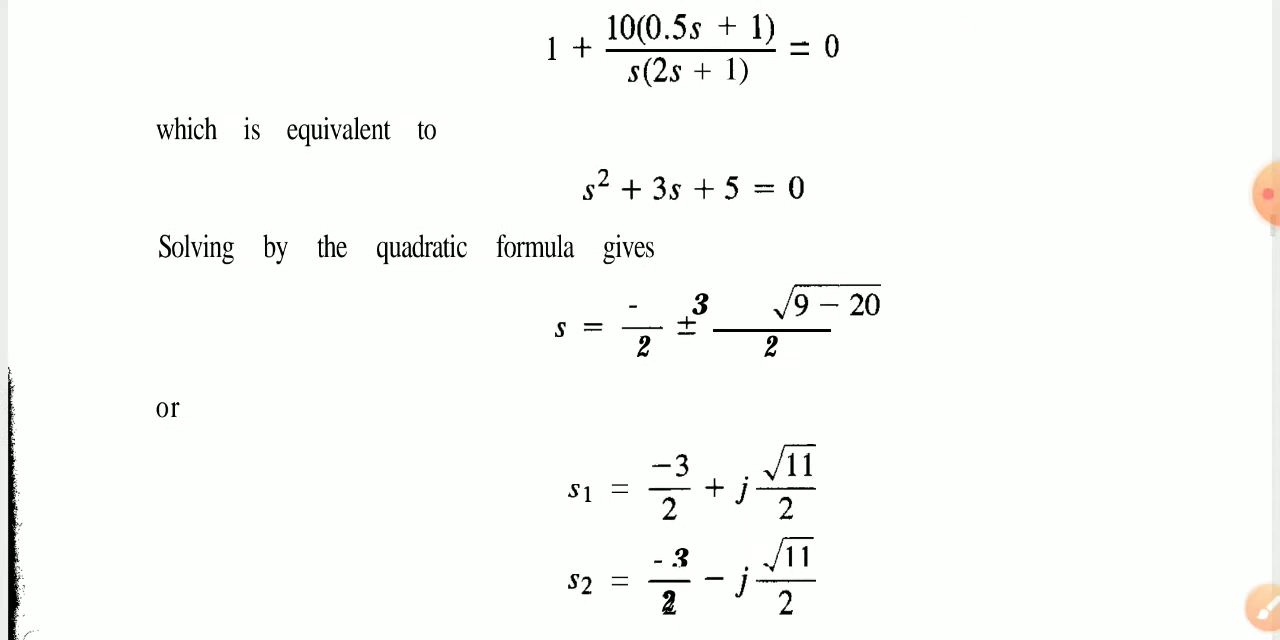 1 + 10(0.5s + 1) / s(2s + 1) = 0
which is equivalent to
s² + 3s + 5 = 0
Solving by the quadratic formula gives
s = - / 2 ± 3 √(9 − 20) / 2
or
s₁ = −3/2 + j √11/2
s₂ = -3/2 − j √11/2